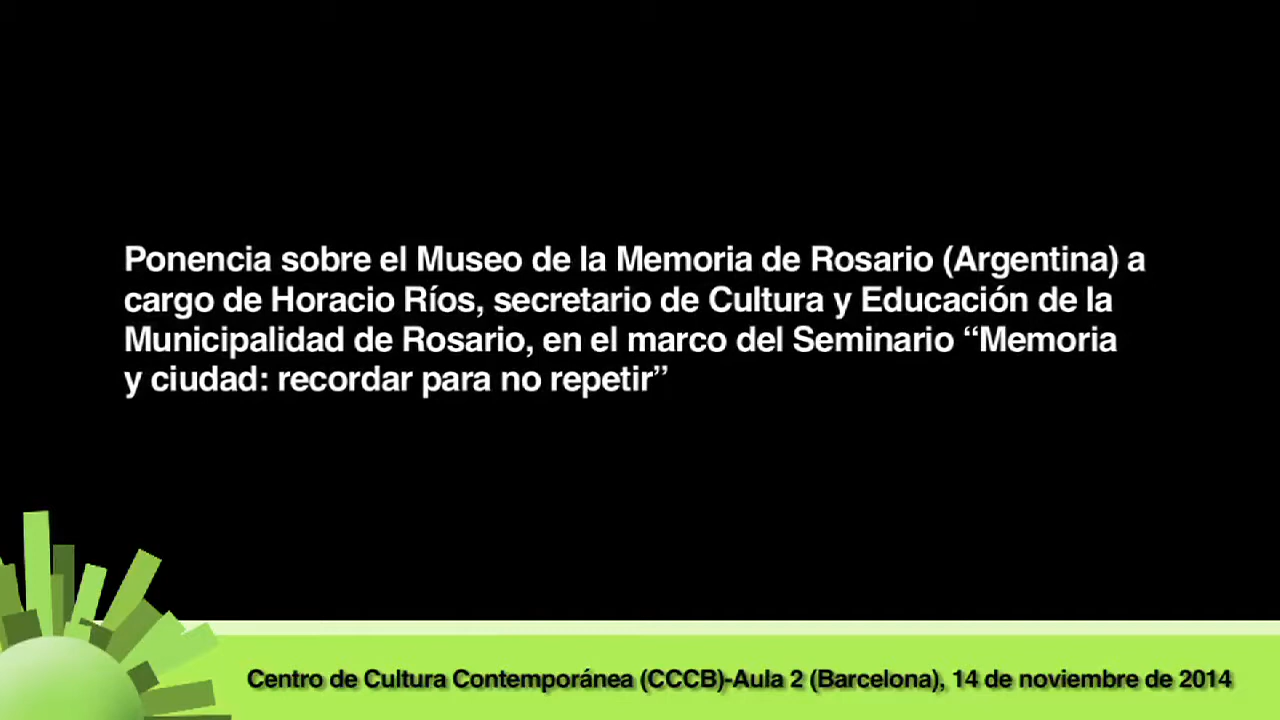 Ponencia sobre el Museo de la Memoria de Rosario (Argentina) a
cargo de Horacio Ríos, secretario de Cultura y Educación de la
Municipalidad de Rosario, en el marco del Seminario “Memoria
y ciudad: recordar para no repetir”
Centro de Cultura Contemporánea (CCCB)-Aula 2 (Barcelona), 14 de noviembre de 2014